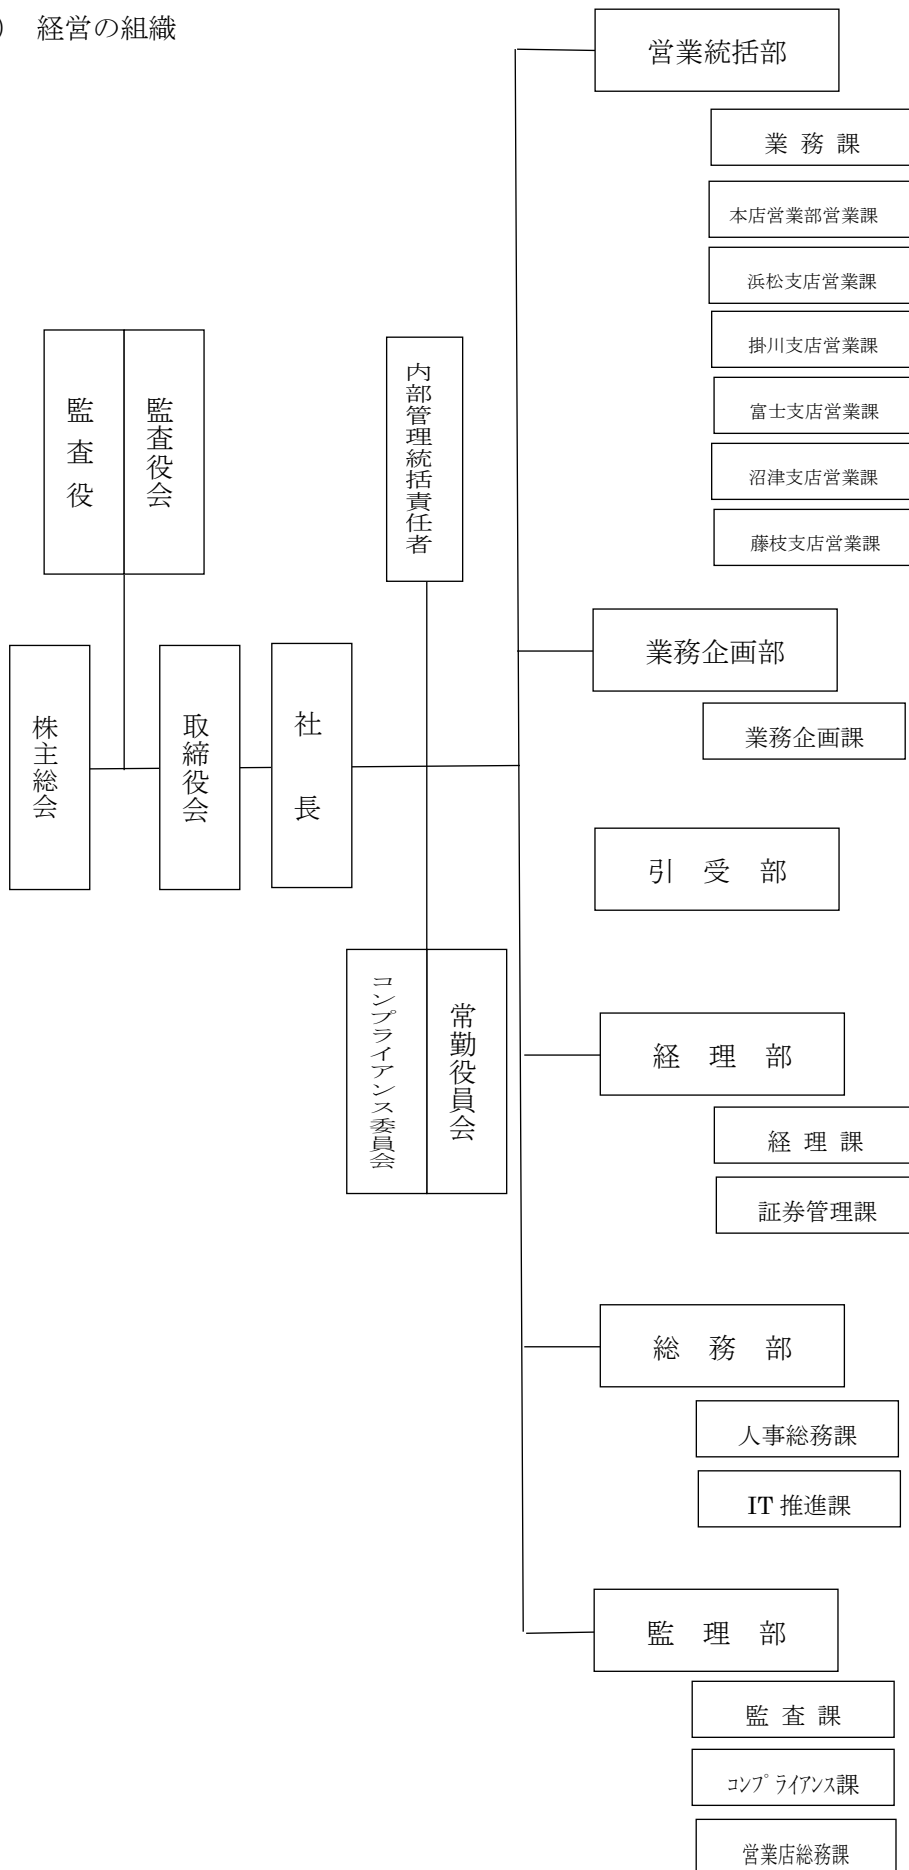 ) 経営の組織
営業統括部
業 務 課
本店営業部営業課
浜松支店営業課
掛川支店営業課
富士支店営業課
沼津支店営業課
藤枝支店営業課
監査役
監査役会
内部管理統括責任者
株主総会
取締役会
社長
業務企画部
業務企画課
引 受 部
コンプライアンス委員会
常勤役員会
経 理 部
経 理 課
証券管理課
総 務 部
人事総務課
IT 推進課
監 理 部
監 査 課
コンプライアンス課
営業店総務課